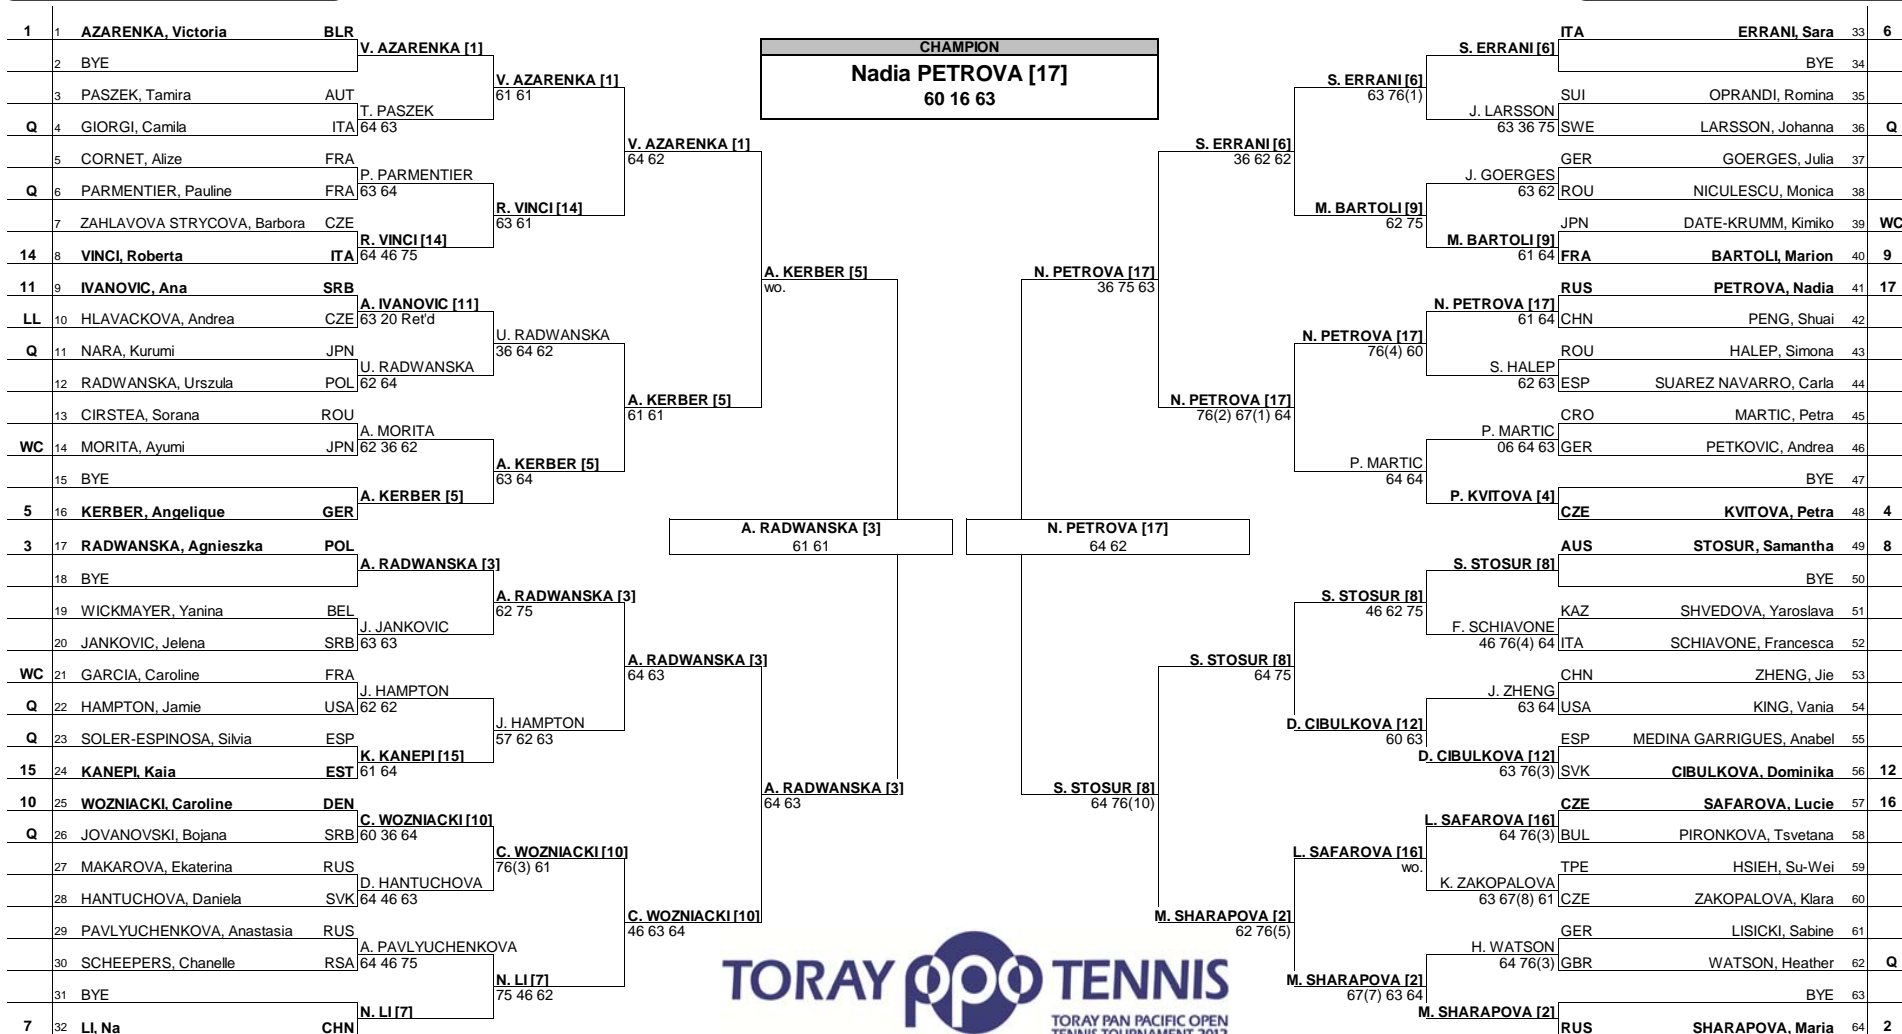 1 1 AZARENKA, Victoria BLR
V. AZARENKA [1]
2 BYE
V. AZARENKA [1]
61 61
3 PASZEK, Tamira AUT
T. PASZEK
64 63
Q 4 GIORGI, Camila ITA
V. AZARENKA [1]
64 62
5 CORNET, Alize FRA
P. PARMENTIER
63 64
Q 6 PARMENTIER, Pauline FRA
R. VINCI [14]
63 61
7 ZAHLAVOVA STRYCOVA, Barbora CZE
R. VINCI [14]
64 46 75
14 8 VINCI, Roberta ITA
A. KERBER [5]
wo.
11 9 IVANOVIC, Ana SRB
A. IVANOVIC [11]
63 20 Ret'd
LL 10 HLAVACKOVA, Andrea CZE
U. RADWANSKA
36 64 62
Q 11 NARA, Kurumi JPN
U. RADWANSKA
62 64
12 RADWANSKA, Urszula POL
A. KERBER [5]
61 61
13 CIRSTEA, Sorana ROU
A. MORITA
62 36 62
WC 14 MORITA, Ayumi JPN
A. KERBER [5]
63 64
15 BYE
A. KERBER [5]
5 16 KERBER, Angelique GER
A. RADWANSKA [3]
61 61
3 17 RADWANSKA, Agnieszka POL
A. RADWANSKA [3]
18 BYE
A. RADWANSKA [3]
62 75
19 WICKMAYER, Yanina BEL
J. JANKOVIC
63 63
20 JANKOVIC, Jelena SRB
A. RADWANSKA [3]
64 63
WC 21 GARCIA, Caroline FRA
J. HAMPTON
62 62
Q 22 HAMPTON, Jamie USA
J. HAMPTON
57 62 63
Q 23 SOLER-ESPINOSA, Silvia ESP
K. KANEPI [15]
61 64
15 24 KANEPI, Kaia EST
A. RADWANSKA [3]
64 63
10 25 WOZNIACKI, Caroline DEN
C. WOZNIACKI [10]
60 36 64
Q 26 JOVANOVSKI, Bojana SRB
C. WOZNIACKI [10]
76(3) 61
27 MAKAROVA, Ekaterina RUS
D. HANTUCHOVA
64 46 63
28 HANTUCHOVA, Daniela SVK
C. WOZNIACKI [10]
46 63 64
29 PAVLYUCHENKOVA, Anastasia RUS
A. PAVLYUCHENKOVA
64 46 75
30 SCHEEPERS, Chanelle RSA
N. LI [7]
75 46 62
31 BYE
N. LI [7]
7 32 LI, Na CHN
CHAMPION
Nadia PETROVA [17]
60 16 63
ITA ERRANI, Sara 33 6
S. ERRANI [6]
BYE 34
S. ERRANI [6]
63 76(1)
SUI OPRANDI, Romina 35
J. LARSSON
63 36 75
SWE LARSSON, Johanna 36 Q
S. ERRANI [6]
36 62 62
GER GOERGES, Julia 37
J. GOERGES
63 62
ROU NICULESCU, Monica 38
M. BARTOLI [9]
62 75
JPN DATE-KRUMM, Kimiko 39 WC
M. BARTOLI [9]
61 64
FRA BARTOLI, Marion 40 9
N. PETROVA [17]
36 75 63
RUS PETROVA, Nadia 41 17
N. PETROVA [17]
61 64
CHN PENG, Shuai 42
N. PETROVA [17]
76(4) 60
ROU HALEP, Simona 43
S. HALEP
62 63
ESP SUAREZ NAVARRO, Carla 44
N. PETROVA [17]
76(2) 67(1) 64
CRO MARTIC, Petra 45
P. MARTIC
06 64 63
GER PETKOVIC, Andrea 46
P. MARTIC
64 64
BYE 47
P. KVITOVA [4]
CZE KVITOVA, Petra 48 4
N. PETROVA [17]
64 62
AUS STOSUR, Samantha 49 8
S. STOSUR [8]
BYE 50
S. STOSUR [8]
46 62 75
KAZ SHVEDOVA, Yaroslava 51
F. SCHIAVONE
46 76(4) 64
ITA SCHIAVONE, Francesca 52
S. STOSUR [8]
64 75
CHN ZHENG, Jie 53
J. ZHENG
63 64
USA KING, Vania 54
D. CIBULKOVA [12]
60 63
ESP MEDINA GARRIGUES, Anabel 55
D. CIBULKOVA [12]
63 76(3)
SVK CIBULKOVA, Dominika 56 12
S. STOSUR [8]
64 76(10)
CZE SAFAROVA, Lucie 57 16
L. SAFAROVA [16]
64 76(3)
BUL PIRONKOVA, Tsvetana 58
L. SAFAROVA [16]
wo.
TPE HSIEH, Su-Wei 59
K. ZAKOPALOVA
63 67(8) 61
CZE ZAKOPALOVA, Klara 60
M. SHARAPOVA [2]
62 76(5)
GER LISICKI, Sabine 61
H. WATSON
64 76(3)
GBR WATSON, Heather 62 Q
M. SHARAPOVA [2]
67(7) 63 64
BYE 63
M. SHARAPOVA [2]
RUS SHARAPOVA, Maria 64 2
TORAY ppo TENNIS
TORAY PAN PACIFIC OPEN
TENNIS TOURNAMENT 2012